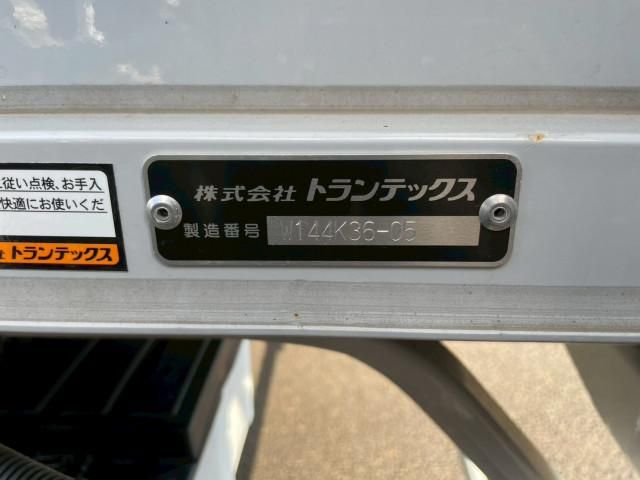 に従い点検、お手入
快適にお使いくだ
社 トランテックス
株式会社 トランテックス
製造番号 W144K36-05